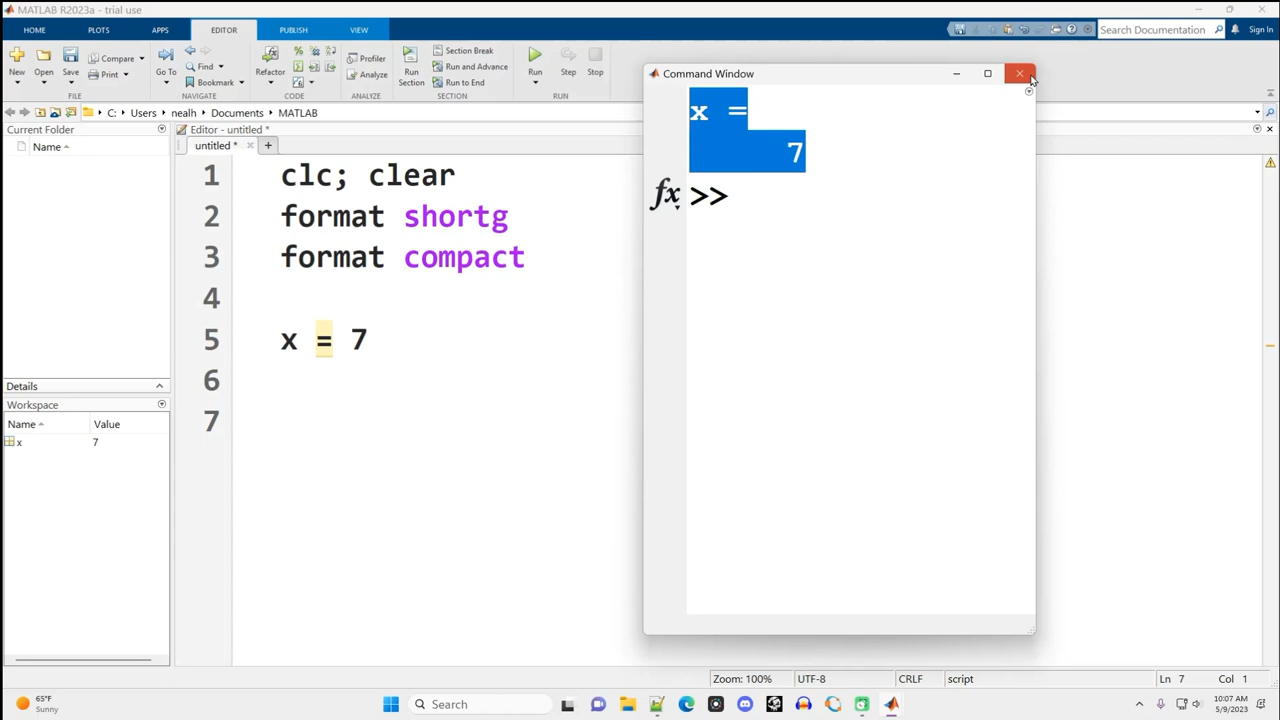 MATLAB R2023a - trial use
HOME PLOTS APPS EDITOR PUBLISH VIEW
Search Documentation Sign In
New Open Save Compare Print
Go To Find Bookmark
Refactor
Profiler Analyze
Run Section
Section Break
Run and Advance
Run to End
Run Step Stop
FILE NAVIGATE CODE ANALYZE SECTION RUN
C: Users nealh Documents MATLAB
Current Folder
Name
Details
Workspace
Name Value
x 7
Editor - untitled *
untitled *
1 clc; clear
2 format shortg
3 format compact
4
5 x = 7
6
7
Command Window
x =
7
fx >>
Zoom: 100% UTF-8 CRLF script Ln 7 Col 1
65°F
Sunny
Search
10:07 AM
5/9/2023